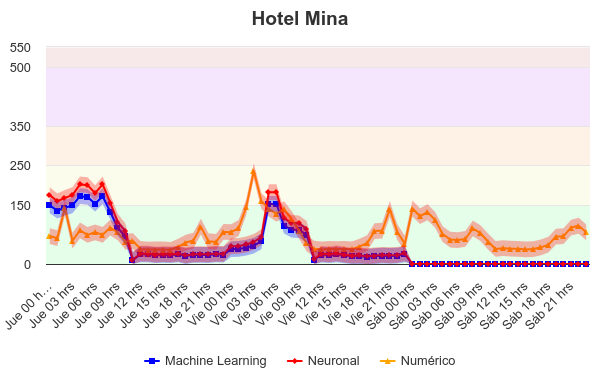 Hotel Mina
550
500
350
250
150
0
Jue 00 h...
Jue 03 hrs
Jue 06 hrs
Jue 09 hrs
Jue 12 hrs
Jue 15 hrs
Jue 18 hrs
Jue 21 hrs
Vie 00 hrs
Vie 03 hrs
Vie 06 hrs
Vie 09 hrs
Vie 12 hrs
Vie 15 hrs
Vie 18 hrs
Vie 21 hrs
Sáb 00 hrs
Sáb 03 hrs
Sáb 06 hrs
Sáb 09 hrs
Sáb 12 hrs
Sáb 15 hrs
Sáb 18 hrs
Sáb 21 hrs
Machine Learning Neuronal Numérico